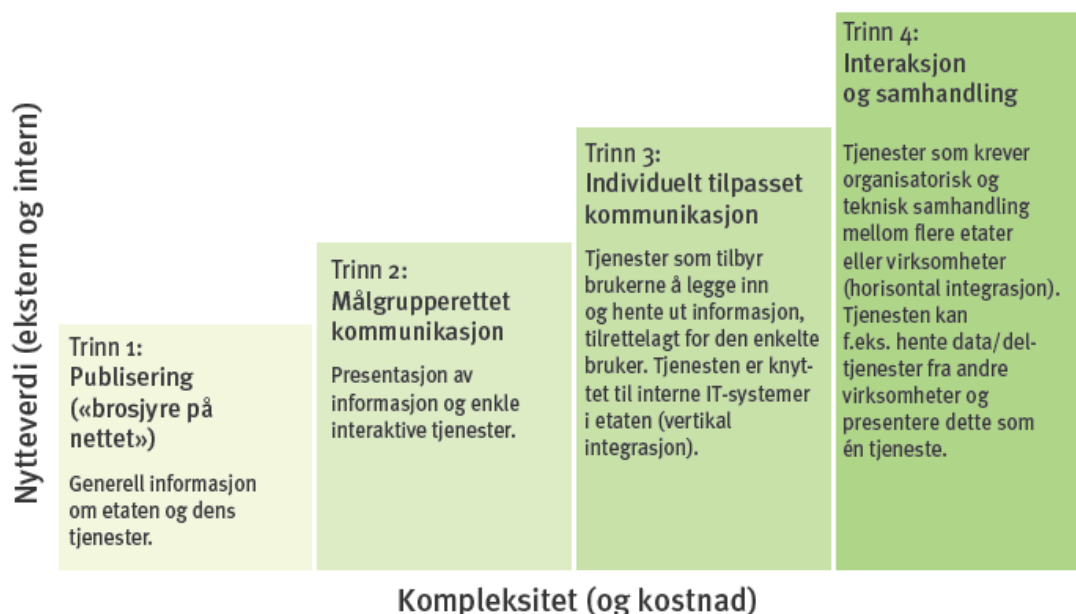 Nytteverdi (ekstern og intern)
Trinn 1:
Publisering
(«brosjyre på
nettet»)
Generell informasjon
om etaten og dens
tjenester.
Trinn 2:
Målgrupperettet
kommunikasjon
Presentasjon av
informasjon og enkle
interaktive tjenester.
Trinn 3:
Individuelt tilpasset
kommunikasjon
Tjenester som tilbyr
brukerne å legge inn
og hente ut informasjon,
tilrettelagt for den enkelte
bruker. Tjenesten er knyt-
tet til interne IT-systemer
i etaten (vertikal
integrasjon).
Trinn 4:
Interaksjon
og samhandling
Tjenester som krever
organisatorisk og
teknisk samhandling
mellom flere etater
eller virksomheter
(horisontal integrasjon).
Tjenesten kan
f.eks. hente data/del-
tjenester fra andre
virksomheter og
presentere dette som
én tjeneste.
Kompleksitet (og kostnad)